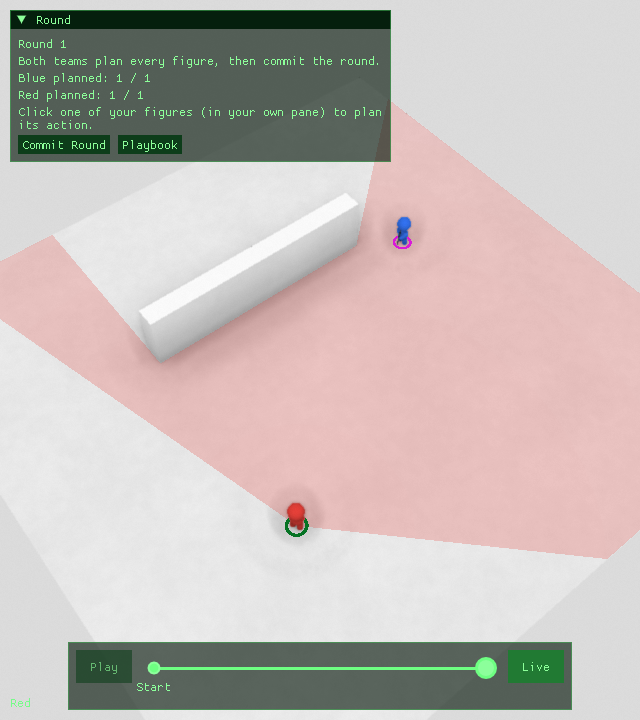 Round
Round 1
Both teams plan every figure, then commit the round.
Blue planned: 1 / 1
Red planned: 1 / 1
Click one of your figures (in your own pane) to plan
its action.
Commit Round Playbook
Play Live
Start
Red